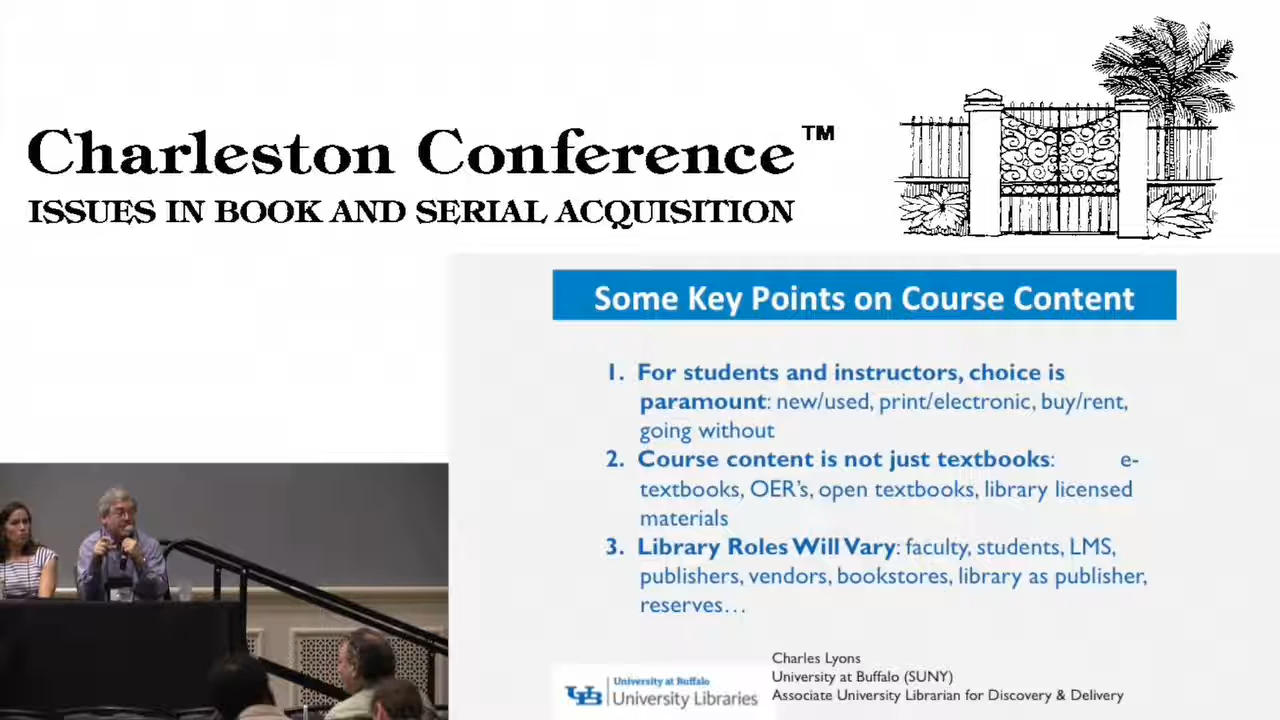 Charleston Conference™
ISSUES IN BOOK AND SERIAL ACQUISITION
Some Key Points on Course Content
1. For students and instructors, choice is
paramount: new/used, print/electronic, buy/rent,
going without
2. Course content is not just textbooks: e-
textbooks, OER's, open textbooks, library licensed
materials
3. Library Roles Will Vary: faculty, students, LMS,
publishers, vendors, bookstores, library as publisher,
reserves...
UB
University at Buffalo
University Libraries
Charles Lyons
University at Buffalo (SUNY)
Associate University Librarian for Discovery & Delivery